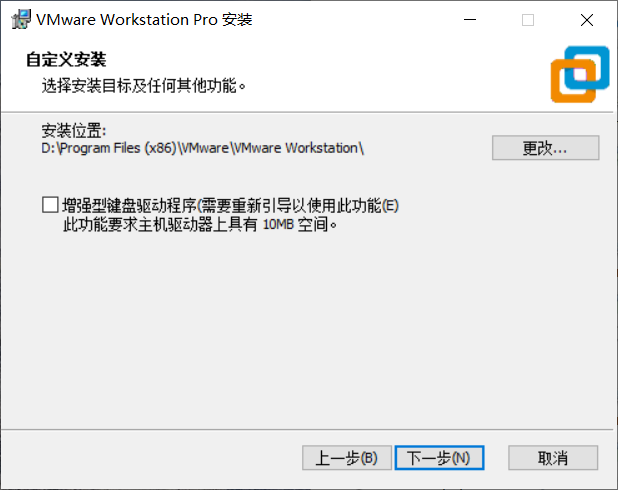 VMware Workstation Pro 安装
自定义安装
选择安装目标及任何其他功能。
安装位置:
D:\Program Files (x86)\VMware\VMware Workstation\
更改...
增强型键盘驱动程序(需要重新引导以使用此功能(E)
此功能要求主机驱动器上具有 10MB 空间。
上一步(B) 下一步(N) 取消